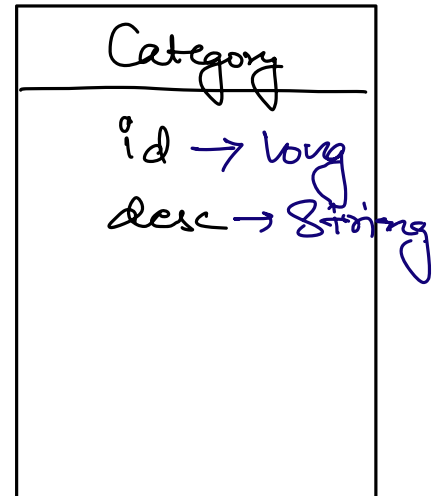 Category
id → long
desc → String